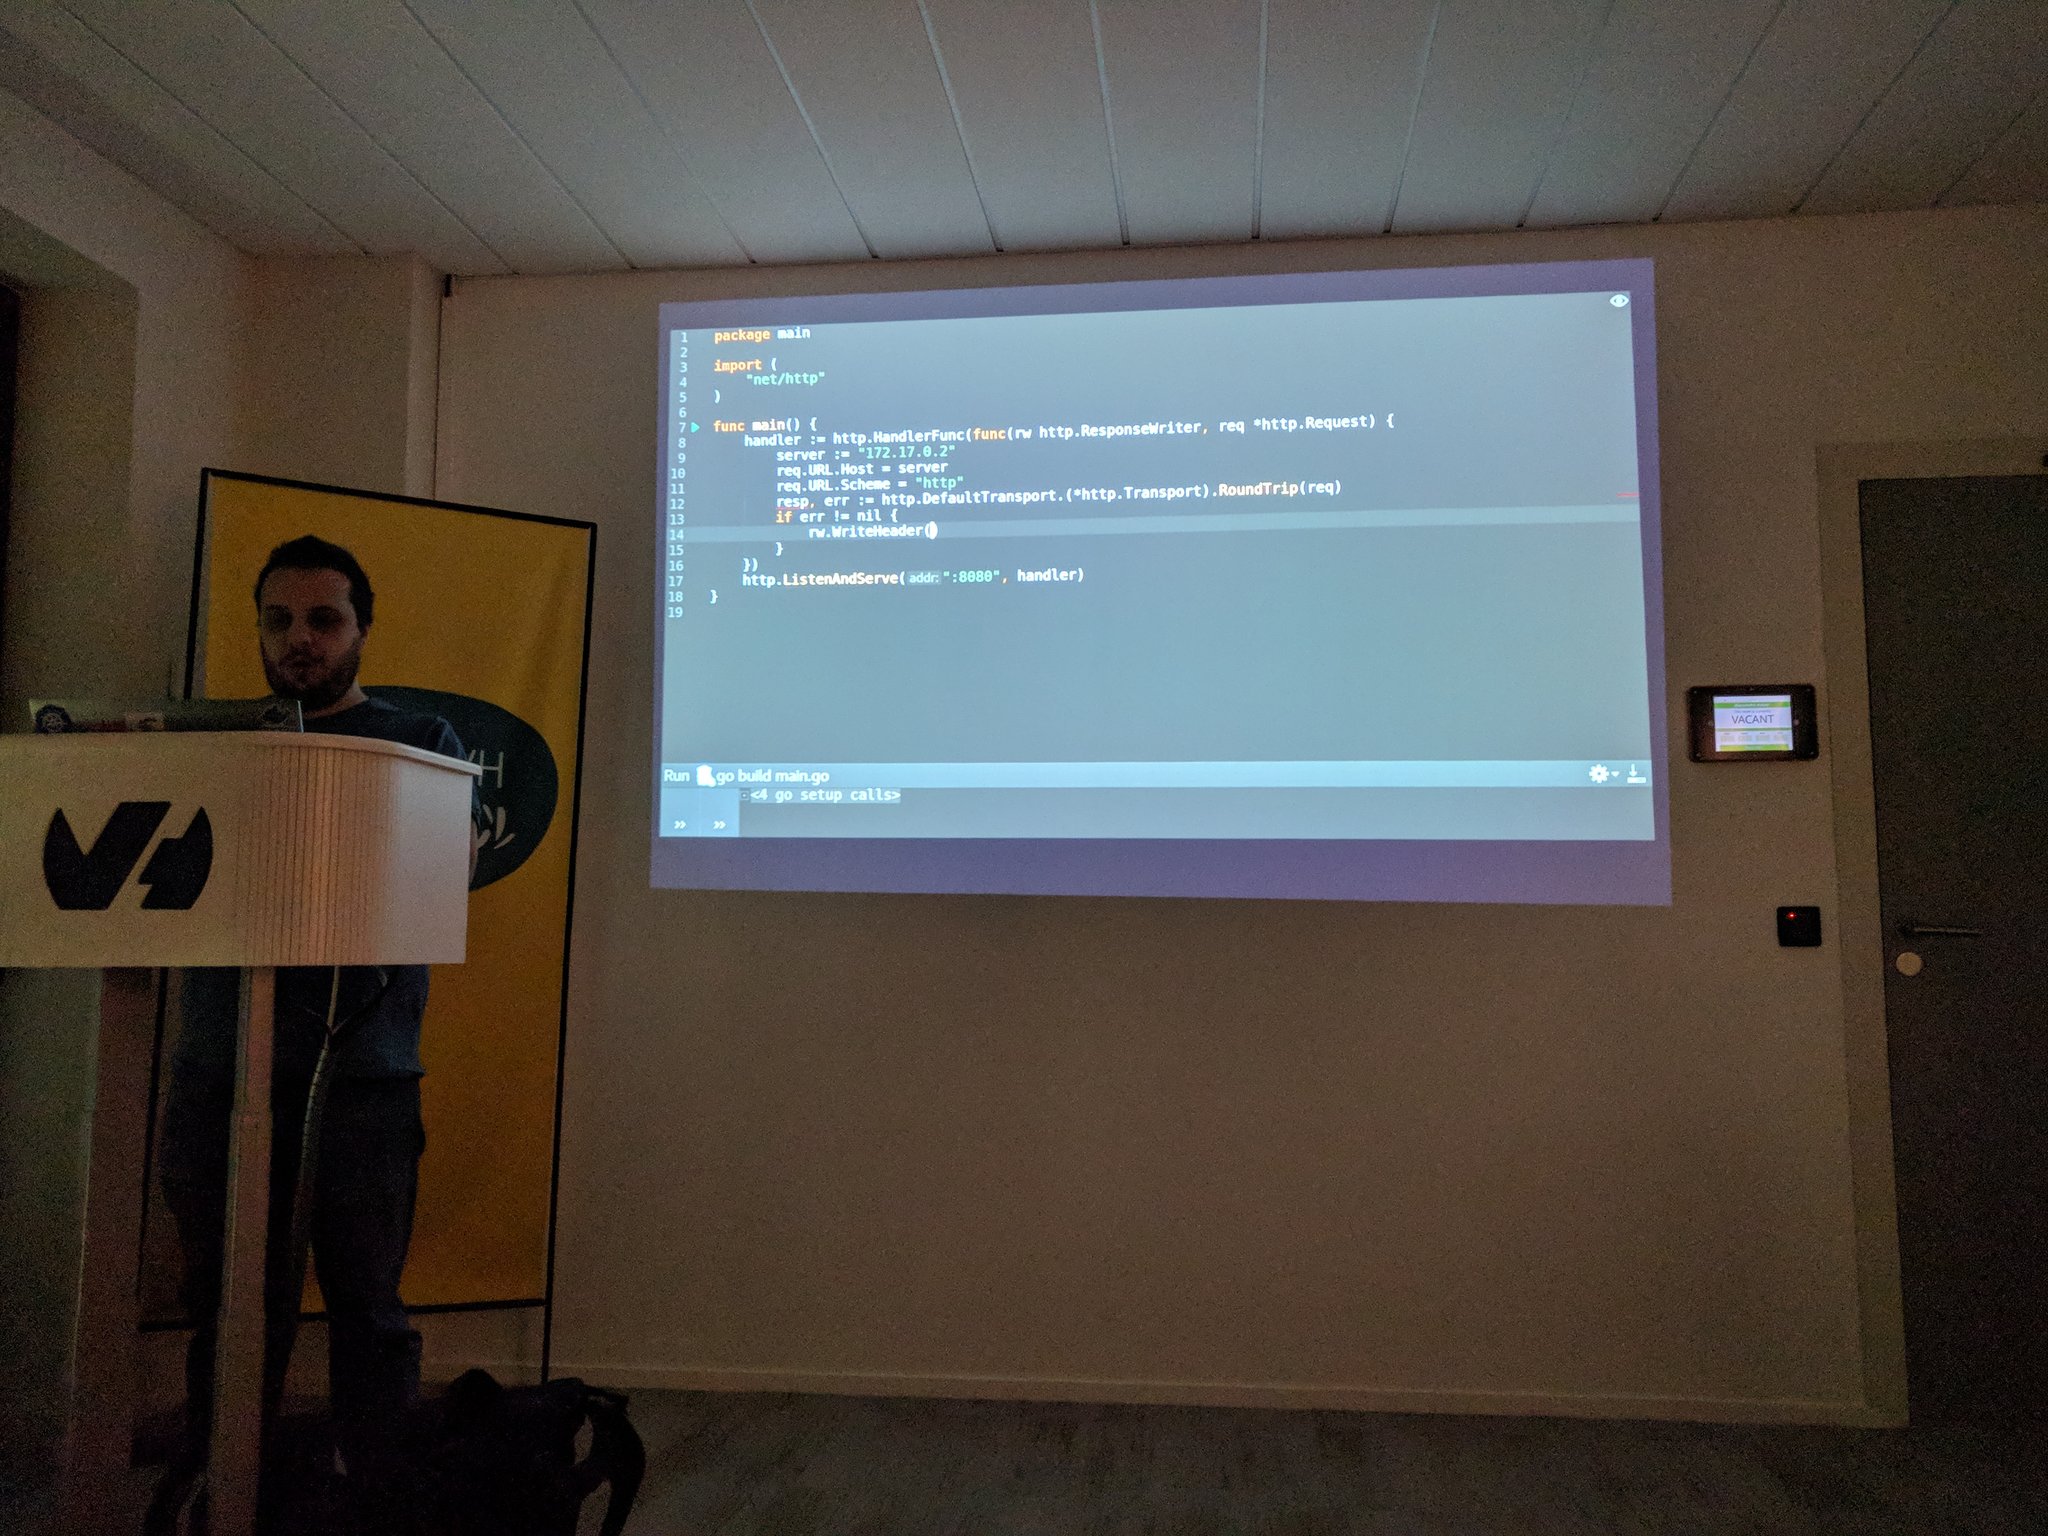 1 package main
2
3 import (
4 "net/http"
5 )
6
7 func main() {
8 handler := http.HandlerFunc(func(rw http.ResponseWriter, req *http.Request) {
9 server := "172.17.0.2"
10 req.URL.Host = server
11 req.URL.Scheme = "http"
12 resp, err := http.DefaultTransport.(*http.Transport).RoundTrip(req)
13 if err != nil {
14 rw.WriteHeader()
15 }
16 })
17 http.ListenAndServe( addr: ":8080", handler)
18 }
19
Run go build main.go
<4 go setup calls>
» »
VACANT